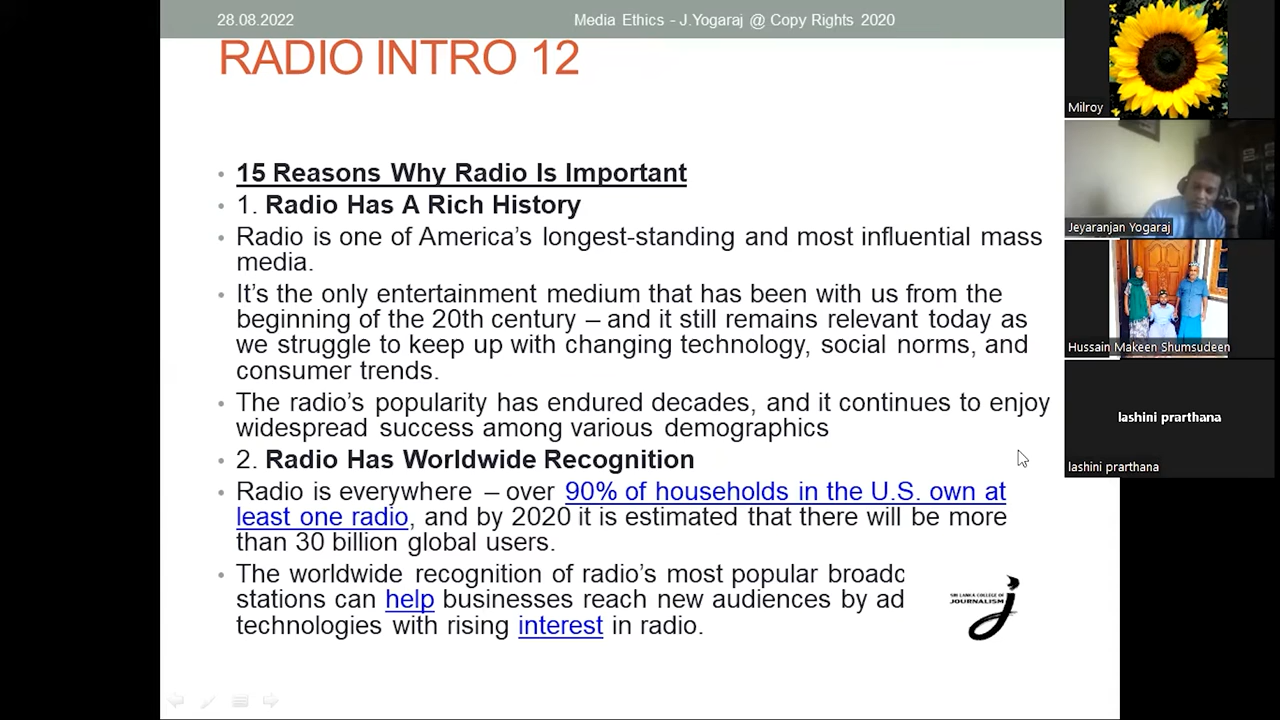 28.08.2022
Media Ethics - J.Yogaraj @ Copy Rights 2020
RADIO INTRO 12
• 15 Reasons Why Radio Is Important
• 1. Radio Has A Rich History
• Radio is one of America’s longest-standing and most influential mass
media.
• It’s the only entertainment medium that has been with us from the
beginning of the 20th century – and it still remains relevant today as
we struggle to keep up with changing technology, social norms, and
consumer trends.
• The radio’s popularity has endured decades, and it continues to enjoy
widespread success among various demographics
• 2. Radio Has Worldwide Recognition
• Radio is everywhere – over 90% of households in the U.S. own at
least one radio, and by 2020 it is estimated that there will be more
than 30 billion global users.
• The worldwide recognition of radio’s most popular broadc
stations can help businesses reach new audiences by ad
technologies with rising interest in radio.
SRI LANKA COLLEGE OF
JOURNALISM
Milroy
Jeyaranjan Yogaraj
Hussain Makeen Shumsudeen
lashini prarthana
lashini prarthana